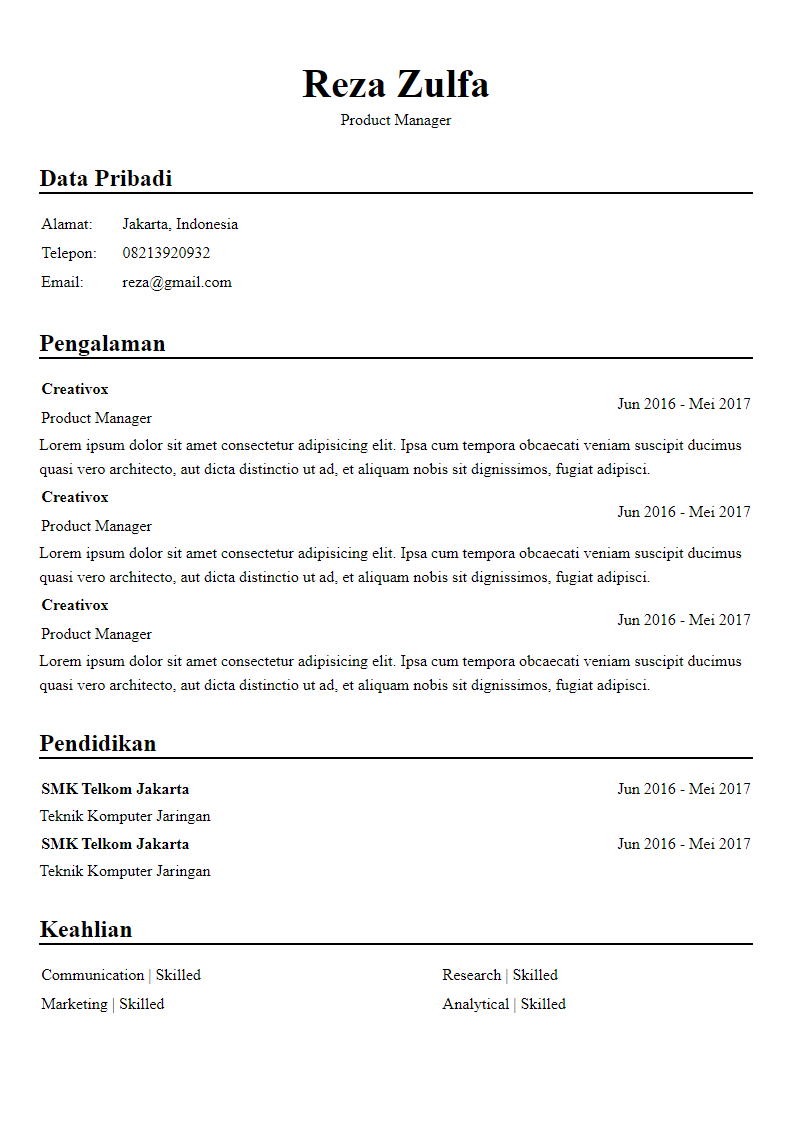 Reza Zulfa
Product Manager
Data Pribadi
Alamat: Jakarta, Indonesia
Telepon: 08213920932
Email: reza@gmail.com
Pengalaman
Creativox
Jun 2016 - Mei 2017
Product Manager
Lorem ipsum dolor sit amet consectetur adipisicing elit. Ipsa cum tempora obcaecati veniam suscipit ducimus
quasi vero architecto, aut dicta distinctio ut ad, et aliquam nobis sit dignissimos, fugiat adipisci.
Creativox
Jun 2016 - Mei 2017
Product Manager
Lorem ipsum dolor sit amet consectetur adipisicing elit. Ipsa cum tempora obcaecati veniam suscipit ducimus
quasi vero architecto, aut dicta distinctio ut ad, et aliquam nobis sit dignissimos, fugiat adipisci.
Creativox
Jun 2016 - Mei 2017
Product Manager
Lorem ipsum dolor sit amet consectetur adipisicing elit. Ipsa cum tempora obcaecati veniam suscipit ducimus
quasi vero architecto, aut dicta distinctio ut ad, et aliquam nobis sit dignissimos, fugiat adipisci.
Pendidikan
SMK Telkom Jakarta Jun 2016 - Mei 2017
Teknik Komputer Jaringan
SMK Telkom Jakarta Jun 2016 - Mei 2017
Teknik Komputer Jaringan
Keahlian
Communication | Skilled Research | Skilled
Marketing | Skilled Analytical | Skilled